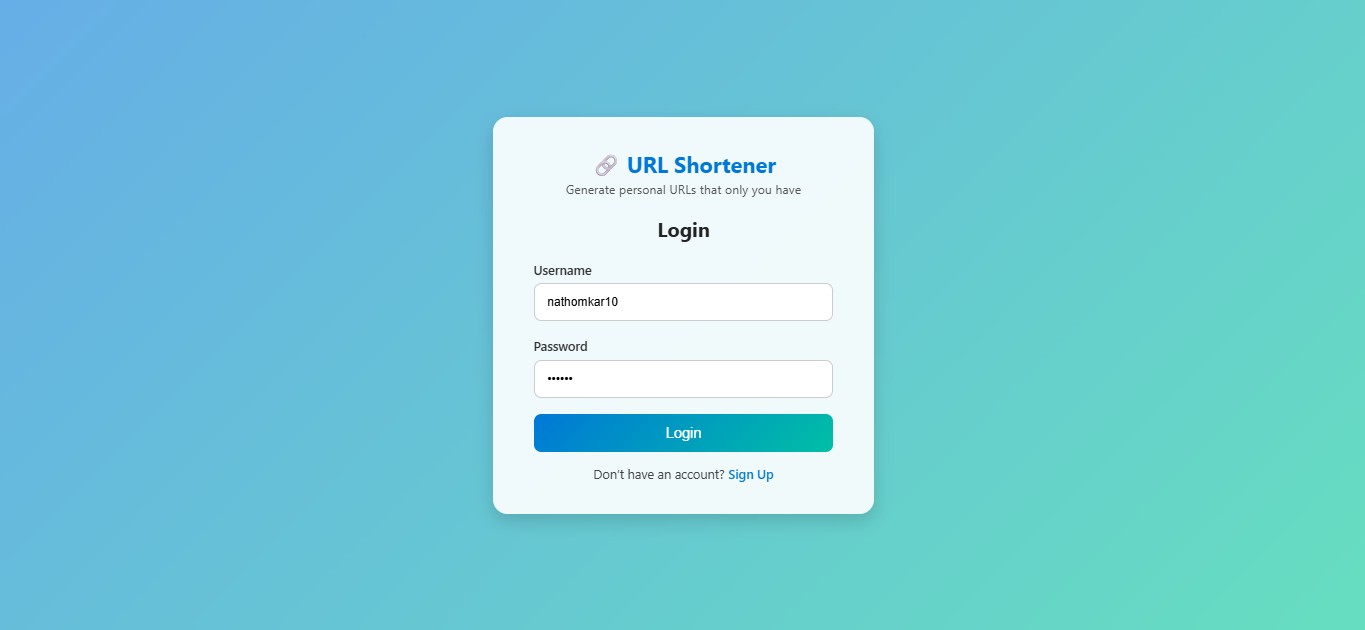 URL Shortener
Generate personal URLs that only you have
Login
Username
nathomkar10
Password
••••••
Login
Don't have an account? Sign Up